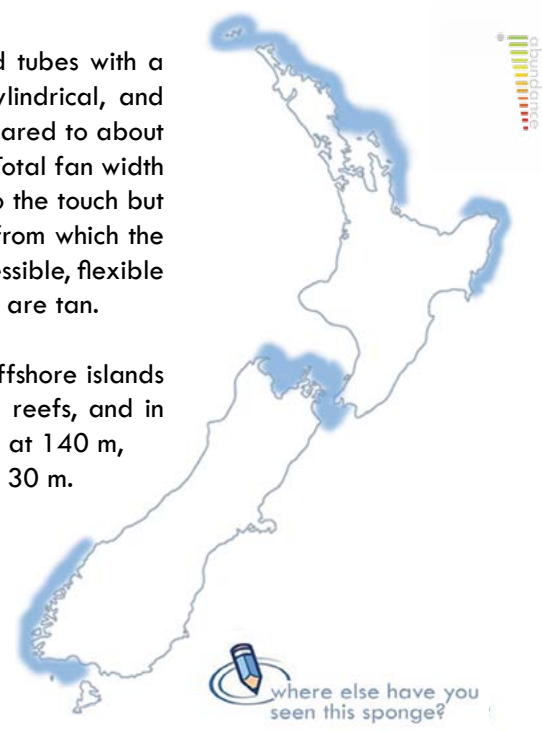 d tubes with a
ylindrical, and
ared to about
Total fan width
o the touch but
from which the
essible, flexible
are tan.
ffshore islands
reefs, and in
at 140 m,
30 m.
abundance
where else have you
seen this sponge?